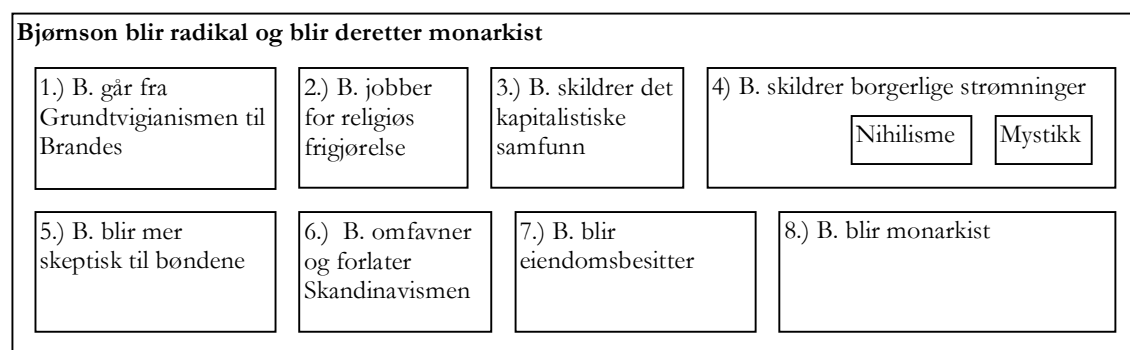 Bjørnson blir radikal og blir deretter monarkist
1.) B. går fra
Grundtvigianismen til
Brandes
2.) B. jobber
for religiøs
frigjørelse
3.) B. skildrer det
kapitalistiske
samfunn
4) B. skildrer borgerlige strømninger
Nihilisme
Mystikk
5.) B. blir mer
skeptisk til bøndene
6.) B. omfavner
og forlater
Skandinavismen
7.) B. blir
eiendomsbesitter
8.) B. blir monarkist